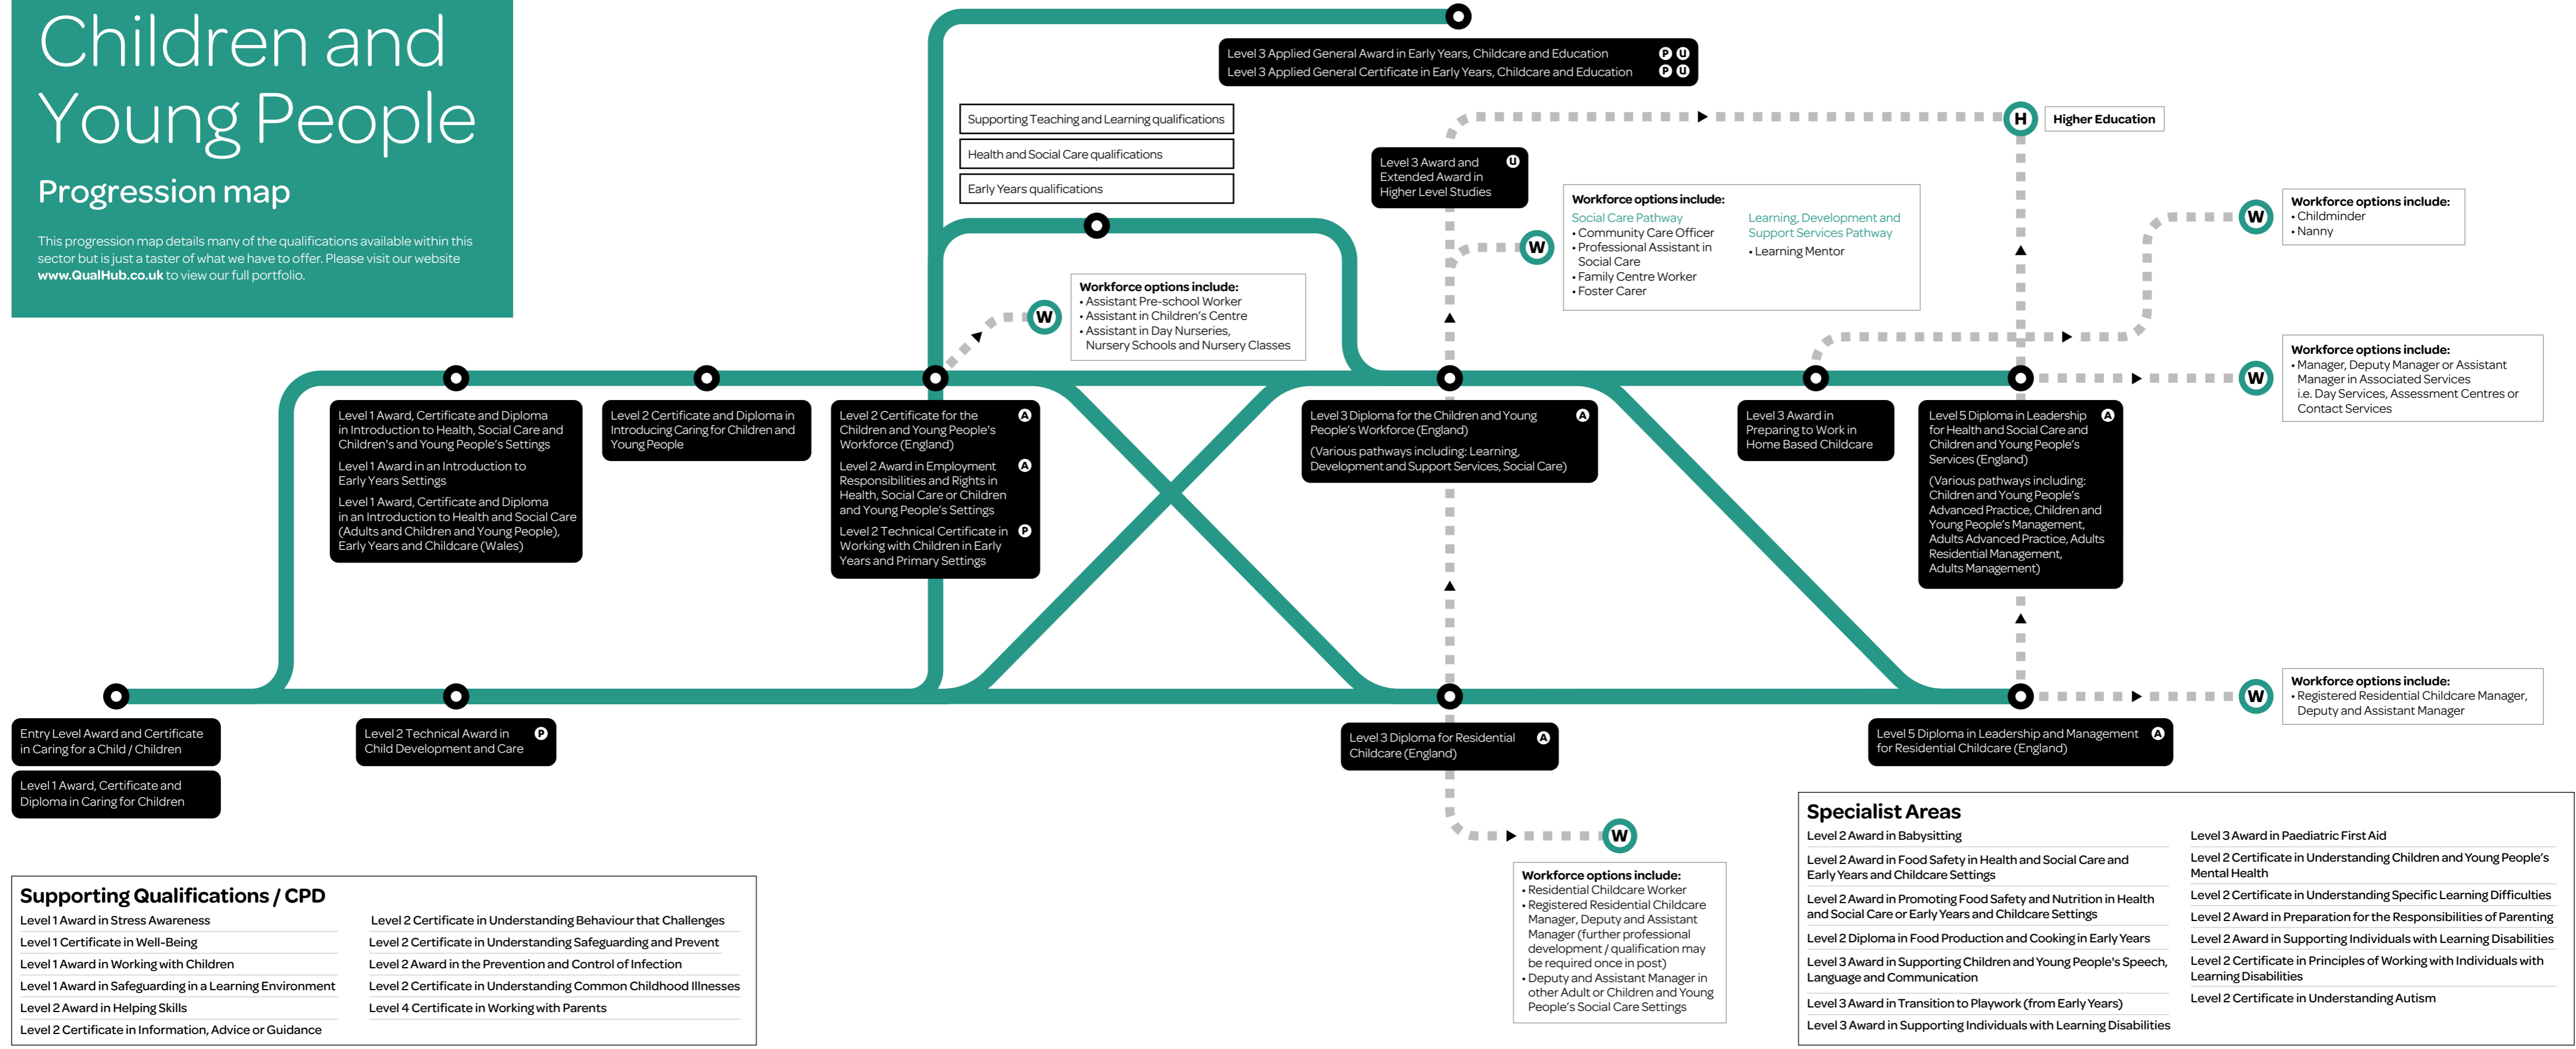 Children and
Young People
Progression map
This progression map details many of the qualifications available within this
sector but is just a taster of what we have to offer. Please visit our website
www.QualHub.co.uk to view our full portfolio.
Level 3 Applied General Award in Early Years, Childcare and Education P U
Level 3 Applied General Certificate in Early Years, Childcare and Education P U
Supporting Teaching and Learning qualifications
Health and Social Care qualifications
Early Years qualifications
W
Workforce options include:
• Assistant Pre-school Worker
• Assistant in Children's Centre
• Assistant in Day Nurseries,
Nursery Schools and Nursery Classes
Level 3 Award and U
Extended Award in
Higher Level Studies
H
Higher Education
W
Workforce options include:
Social Care Pathway
• Community Care Officer
• Professional Assistant in
Social Care
• Family Centre Worker
• Foster Carer
Learning, Development and
Support Services Pathway
• Learning Mentor
W
Workforce options include:
• Childminder
• Nanny
W
Workforce options include:
• Manager, Deputy Manager or Assistant
Manager in Associated Services
i.e. Day Services, Assessment Centres or
Contact Services
Level 1 Award, Certificate and Diploma
in Introduction to Health, Social Care and
Children's and Young People's Settings
Level 1 Award in an Introduction to
Early Years Settings
Level 1 Award, Certificate and Diploma
in an Introduction to Health and Social Care
(Adults and Children and Young People),
Early Years and Childcare (Wales)
Level 2 Certificate and Diploma in
Introducing Caring for Children and
Young People
Level 2 Certificate for the A
Children and Young People's
Workforce (England)
Level 2 Award in Employment A
Responsibilities and Rights in
Health, Social Care or Children
and Young People's Settings
Level 2 Technical Certificate in P
Working with Children in Early
Years and Primary Settings
Level 3 Diploma for the Children and Young A
People's Workforce (England)
(Various pathways including: Learning,
Development and Support Services, Social Care)
Level 3 Award in
Preparing to Work in
Home Based Childcare
Level 5 Diploma in Leadership A
for Health and Social Care and
Children and Young People's
Services (England)
(Various pathways including:
Children and Young People's
Advanced Practice, Children and
Young People's Management,
Adults Advanced Practice, Adults
Residential Management,
Adults Management)
Entry Level Award and Certificate
in Caring for a Child / Children
Level 1 Award, Certificate and
Diploma in Caring for Children
Level 2 Technical Award in P
Child Development and Care
Level 3 Diploma for Residential A
Childcare (England)
Level 5 Diploma in Leadership and Management A
for Residential Childcare (England)
W
Workforce options include:
• Registered Residential Childcare Manager,
Deputy and Assistant Manager
W
Workforce options include:
• Residential Childcare Worker
• Registered Residential Childcare
Manager, Deputy and Assistant
Manager (further professional
development / qualification may
be required once in post)
• Deputy and Assistant Manager in
other Adult or Children and Young
People's Social Care Settings
Supporting Qualifications / CPD
Level 1 Award in Stress Awareness
Level 1 Certificate in Well-Being
Level 1 Award in Working with Children
Level 1 Award in Safeguarding in a Learning Environment
Level 2 Award in Helping Skills
Level 2 Certificate in Information, Advice or Guidance
Level 2 Certificate in Understanding Behaviour that Challenges
Level 2 Certificate in Understanding Safeguarding and Prevent
Level 2 Award in the Prevention and Control of Infection
Level 2 Certificate in Understanding Common Childhood Illnesses
Level 4 Certificate in Working with Parents
Specialist Areas
Level 2 Award in Babysitting
Level 2 Award in Food Safety in Health and Social Care and
Early Years and Childcare Settings
Level 2 Award in Promoting Food Safety and Nutrition in Health
and Social Care or Early Years and Childcare Settings
Level 2 Diploma in Food Production and Cooking in Early Years
Level 3 Award in Supporting Children and Young People's Speech,
Language and Communication
Level 3 Award in Transition to Playwork (from Early Years)
Level 3 Award in Supporting Individuals with Learning Disabilities
Level 3 Award in Paediatric First Aid
Level 2 Certificate in Understanding Children and Young People's
Mental Health
Level 2 Certificate in Understanding Specific Learning Difficulties
Level 2 Award in Preparation for the Responsibilities of Parenting
Level 2 Award in Supporting Individuals with Learning Disabilities
Level 2 Certificate in Principles of Working with Individuals with
Learning Disabilities
Level 2 Certificate in Understanding Autism